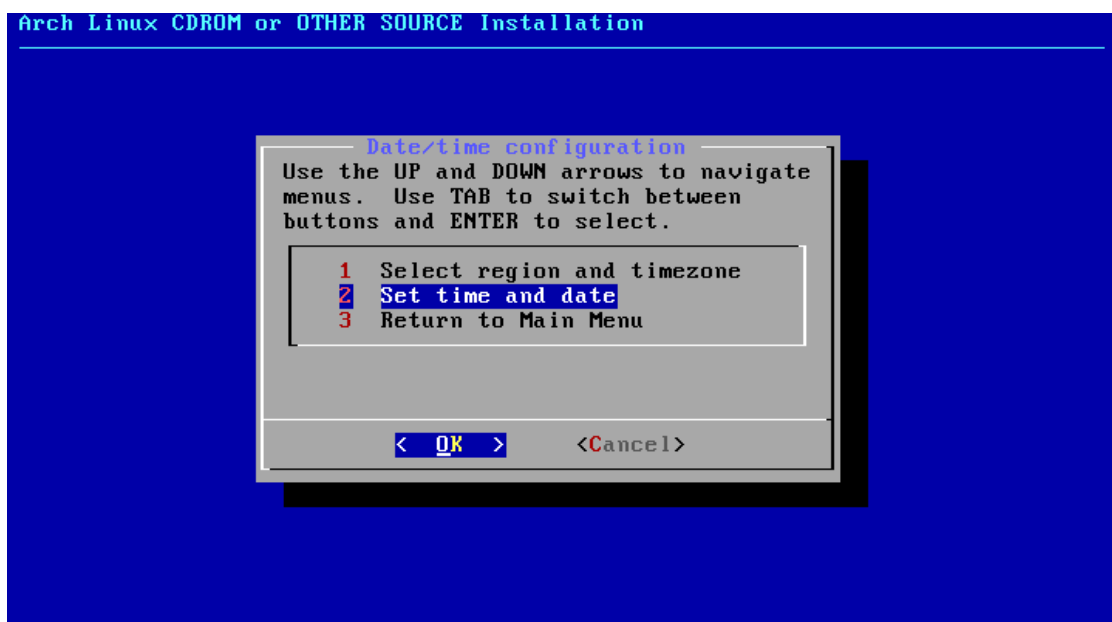 Arch Linux CDROM or OTHER SOURCE Installation
Date/time configuration
Use the UP and DOWN arrows to navigate
menus.  Use TAB to switch between
buttons and ENTER to select.
1  Select region and timezone
2  Set time and date
3  Return to Main Menu
<  OK  >      <Cancel>